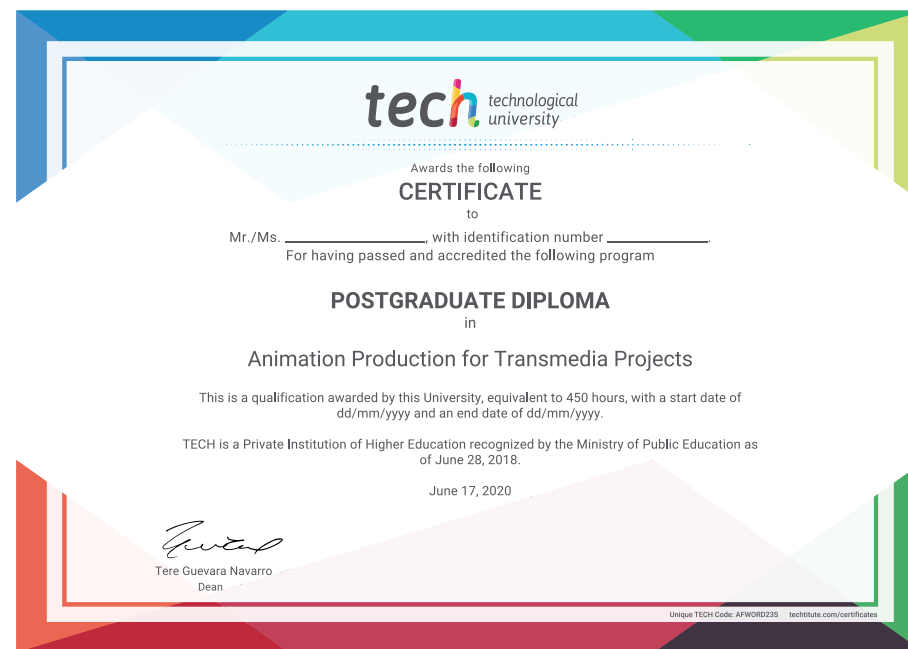 tech technological
university
Awards the following
CERTIFICATE
to
Mr./Ms. ____________________, with identification number ______________.
For having passed and accredited the following program
POSTGRADUATE DIPLOMA
in
Animation Production for Transmedia Projects
This is a qualification awarded by this University, equivalent to 450 hours, with a start date of
dd/mm/yyyy and an end date of dd/mm/yyyy.
TECH is a Private Institution of Higher Education recognized by the Ministry of Public Education as
of June 28, 2018.
June 17, 2020
Tere Guevara Navarro
Dean
Unique TECH Code: AFWORD23S techtitute.com/certificates